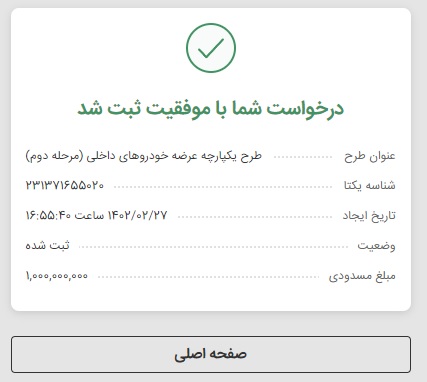 درخواست شما با موفقیت ثبت شد
عنوان طرح طرح یکپارچه عرضه خودروهای داخلی (مرحله دوم)
شناسه یکتا ۲۳۱۳۷۱۶۵۵۰۲۰
تاریخ ایجاد ۱۴۰۲/۰۲/۲۷ ساعت ۱۶:۵۵:۴۰
وضعیت ثبت شده
مبلغ مسدودی ۱,۰۰۰,۰۰۰,۰۰۰
صفحه اصلی